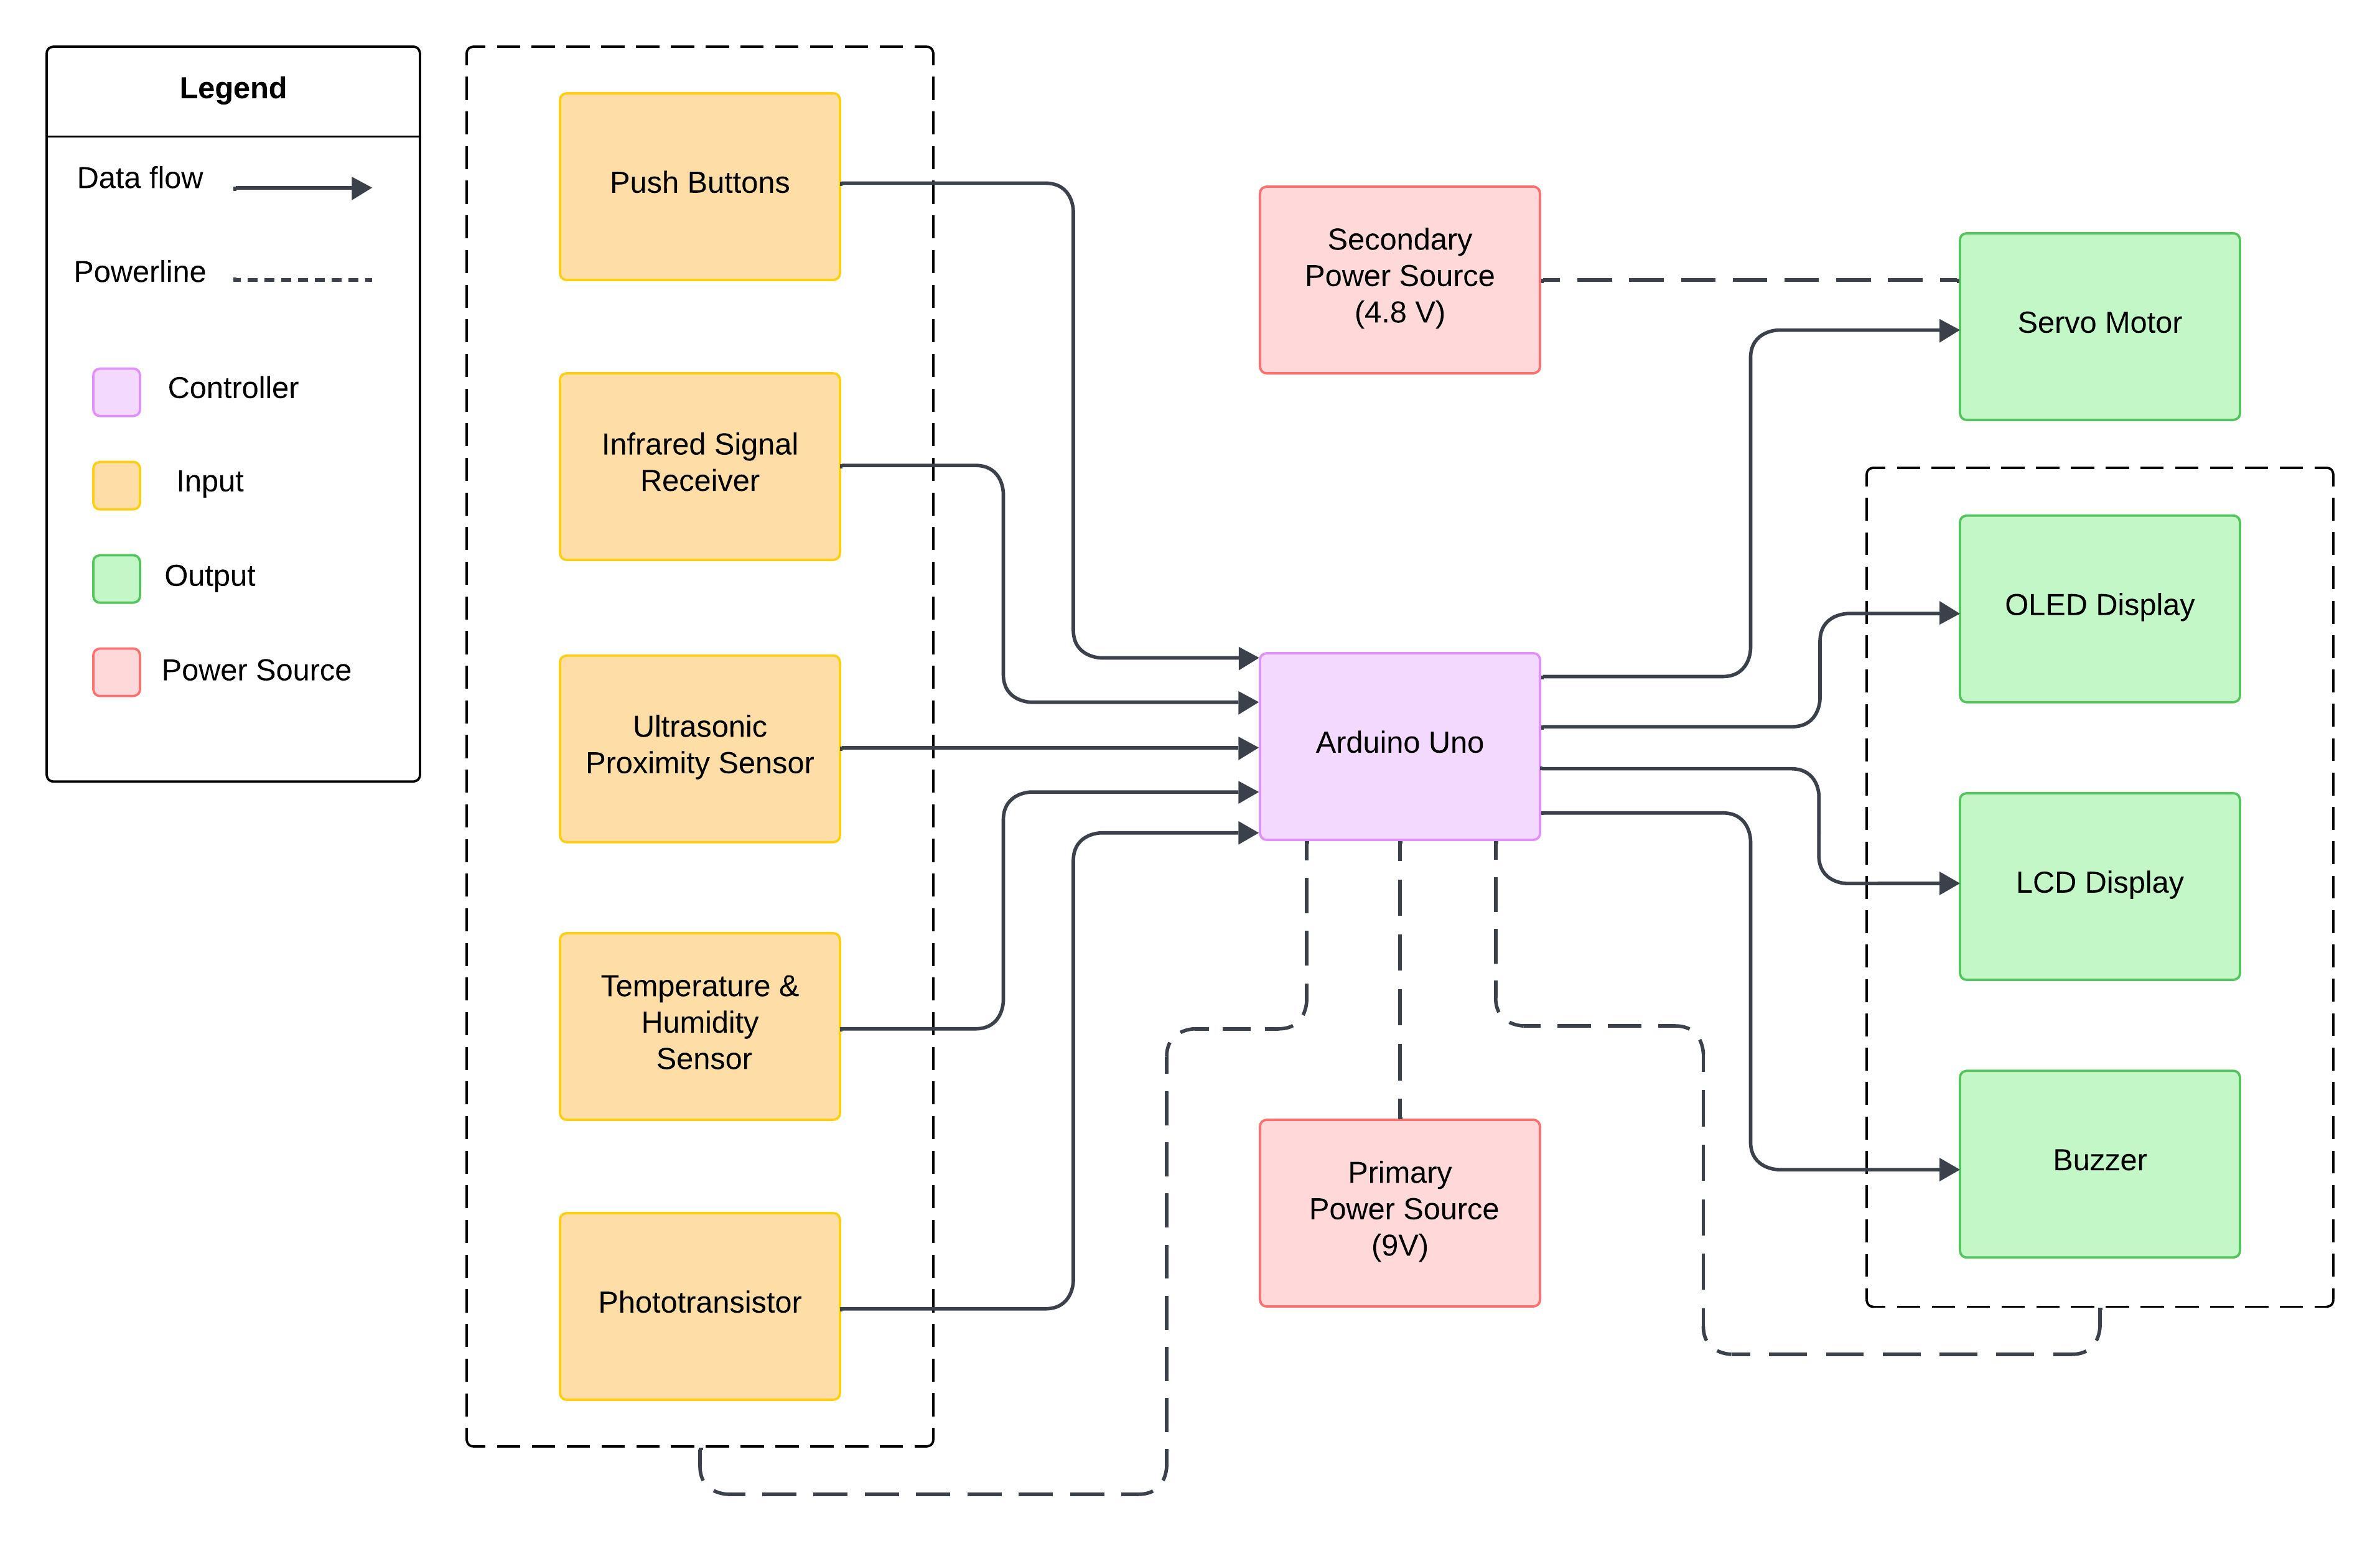 Legend
Data flow
Powerline
Controller
Input
Output
Power Source
Push Buttons
Infrared Signal
Receiver
Ultrasonic
Proximity Sensor
Temperature &
Humidity
Sensor
Phototransistor
Secondary
Power Source
(4.8 V)
Arduino Uno
Primary
Power Source
(9V)
Servo Motor
OLED Display
LCD Display
Buzzer